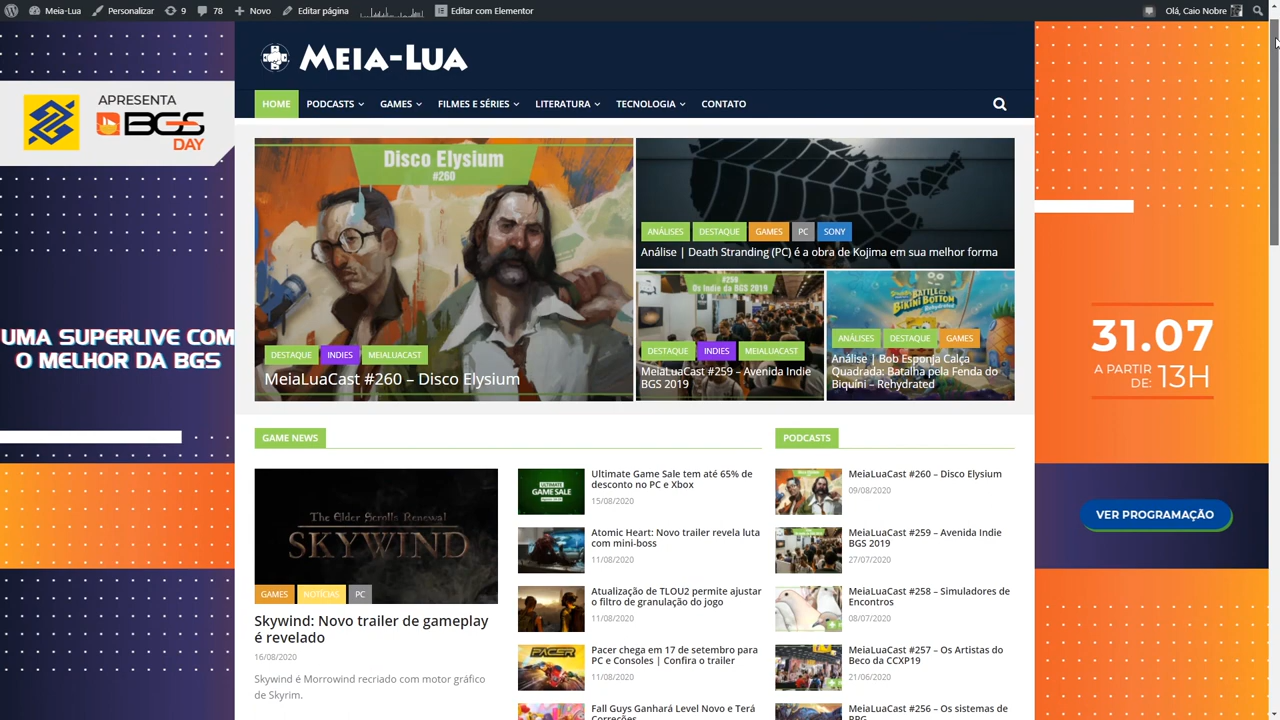 Meia-Lua
Personalizar
9
78
Novo
Editar com Elementor
Olá, Caio Nobre
APRESENTA
BGS
DAY
UMA SUPERLIVE COM
O MELHOR DA BGS
MEIA-LUA
HOME
PODCASTS
GAMES
FILMES E SÉRIES
LITERATURA
TECNOLOGIA
CONTATO
Disco Elysium
#260
DESTAQUE
INDIES
MEIALUACAST
MeiaLuaCast #260 – Disco Elysium
ANÁLISES
DESTAQUE
GAMES
PC
SONY
Análise | Death Stranding (PC) é a obra de Kojima em sua melhor forma
#259
Os Indie da BGS 2019
DESTAQUE
INDIES
MEIALUACAST
MeiaLuaCast #259 – Avenida Indie
BGS 2019
BATTLE
BIKINI BOTTOM
ANÁLISES
DESTAQUE
GAMES
Análise | Bob Esponja Calça
Quadrada: Batalha pela Fenda do
Biquíni – Rehydrated
31.07
A PARTIR
DE:
13H
VER PROGRAMAÇÃO
GAME NEWS
The Elder Scrolls Renewal
SKYWIND
GAMES
NOTÍCIAS
PC
Skywind: Novo trailer de gameplay
é revelado
16/08/2020
Skywind é Morrowind recriado com motor gráfico
de Skyrim.
ULTIMATE
GAME SALE
Ultimate Game Sale tem até 65% de
desconto no PC e Xbox
15/08/2020
Atomic Heart: Novo trailer revela luta
com mini-boss
11/08/2020
Atualização de TLOU2 permite ajustar
o filtro de granulação do jogo
11/08/2020
PACER
Pacer chega em 17 de setembro para
PC e Consoles | Confira o trailer
11/08/2020
Fall Guys Ganhará Level Novo e Terá
Correções
PODCASTS
MeiaLuaCast #260 – Disco Elysium
09/08/2020
MeiaLuaCast #259 – Avenida Indie
BGS 2019
27/07/2020
MeiaLuaCast #258 – Simuladores de
Encontros
08/07/2020
MeiaLuaCast #257 – Os Artistas do
Beco da CCXP19
21/06/2020
MeiaLuaCast #256 – Os sistemas de
RPG